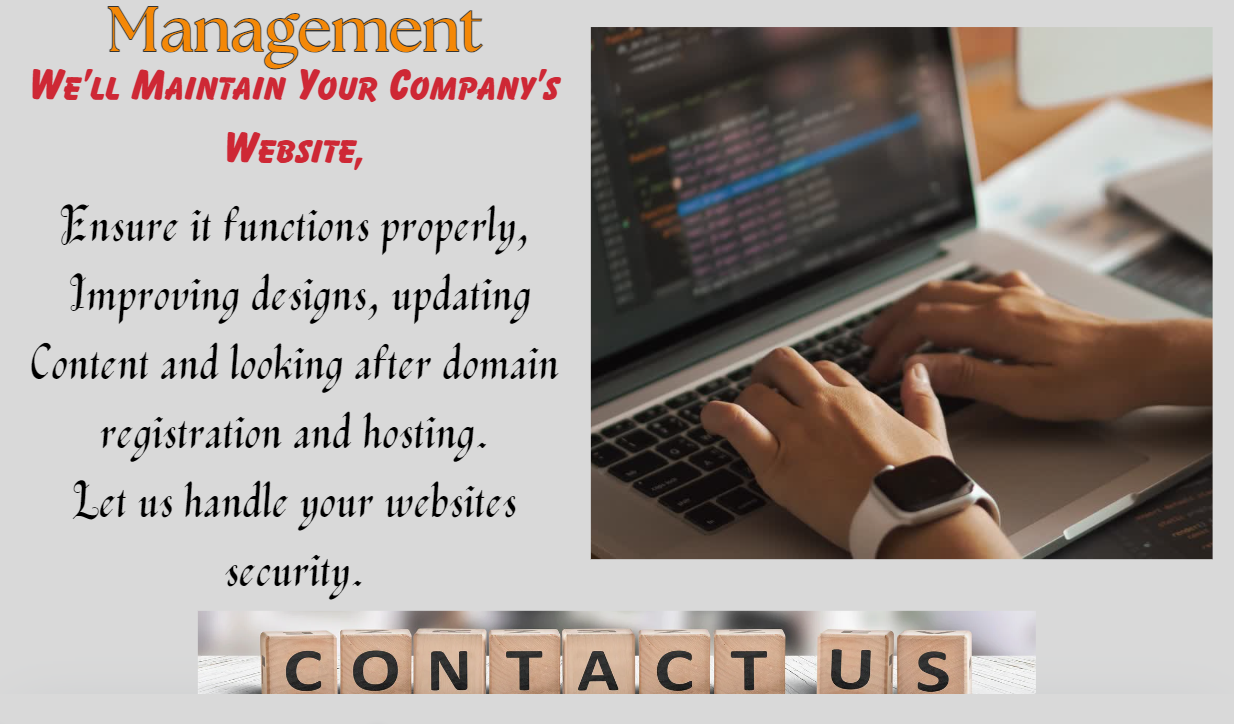 Management
We'll Maintain Your Company's
Website,
Ensure it functions properly,
Improving designs, updating
Content and looking after domain
registration and hosting.
Let us handle your websites
security.
CONTACT US